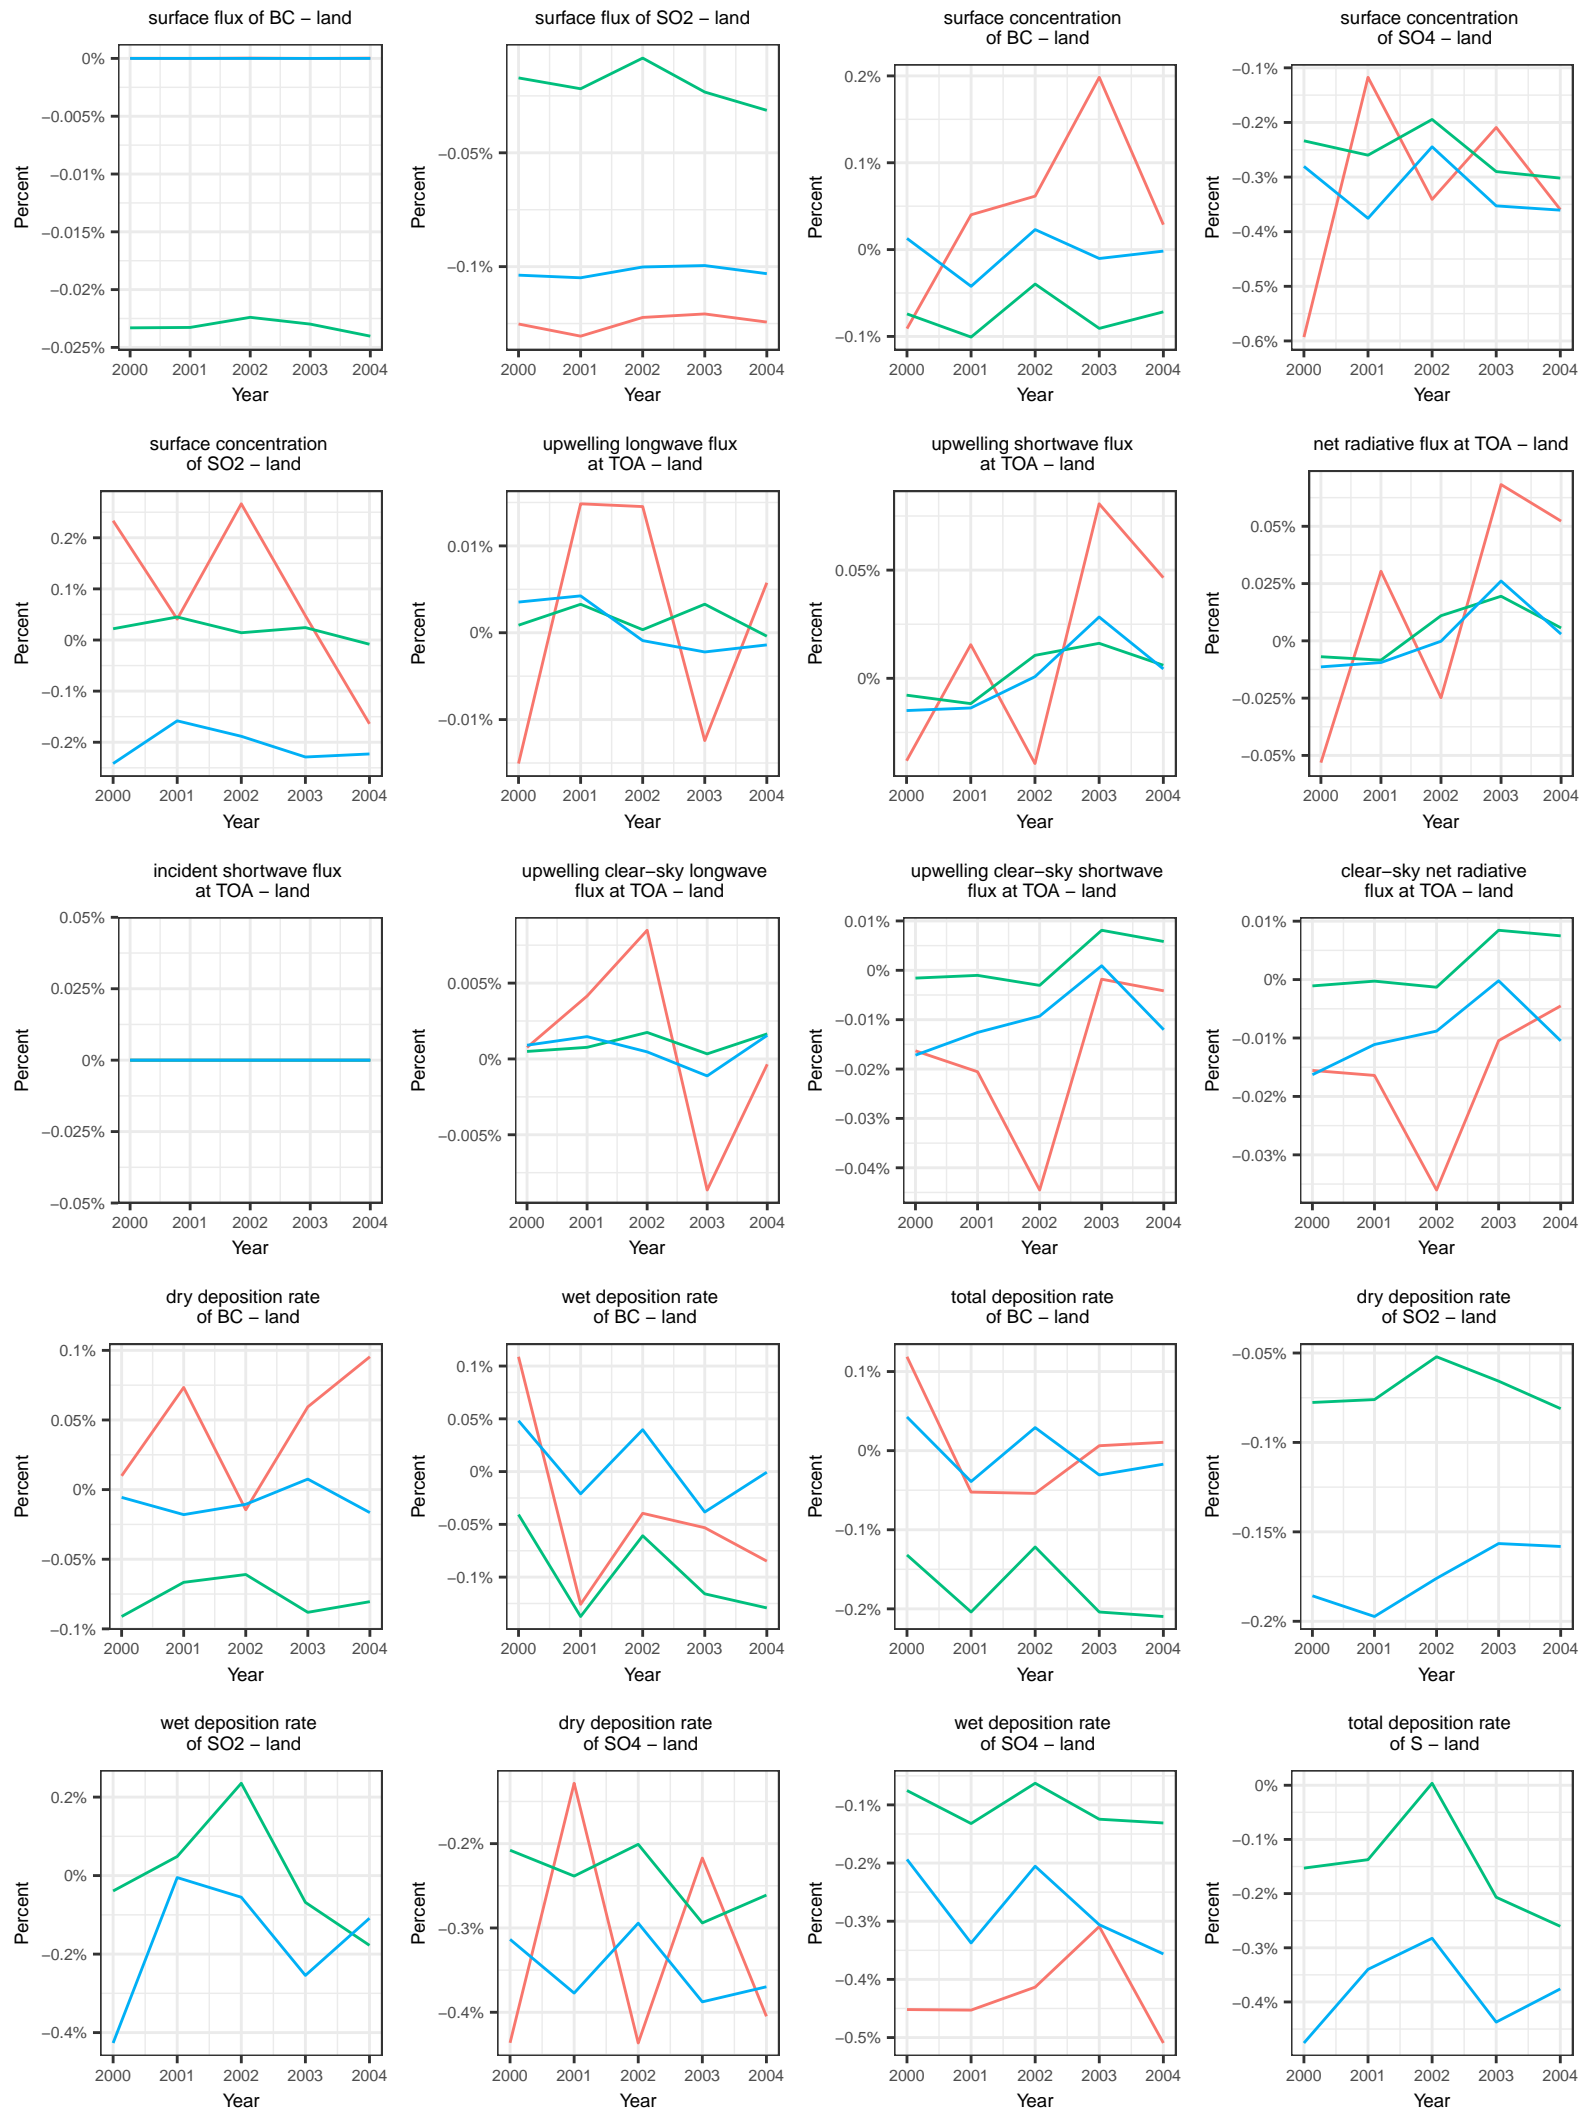 surface flux of BC − land
0%
−0.005%
−0.01%
−0.015%
−0.02%
−0.025%
Percent
2000 2001 2002 2003 2004
Year
surface flux of SO2 − land
−0.05%
−0.1%
Percent
2000 2001 2002 2003 2004
Year
surface concentration
of BC − land
0.2%
0.1%
0%
−0.1%
Percent
2000 2001 2002 2003 2004
Year
surface concentration
of SO4 − land
−0.1%
−0.2%
−0.3%
−0.4%
−0.5%
−0.6%
Percent
2000 2001 2002 2003 2004
Year
surface concentration
of SO2 − land
0.2%
0.1%
0%
−0.1%
−0.2%
Percent
2000 2001 2002 2003 2004
Year
upwelling longwave flux
at TOA − land
0.01%
0%
−0.01%
Percent
2000 2001 2002 2003 2004
Year
upwelling shortwave flux
at TOA − land
0.05%
0%
Percent
2000 2001 2002 2003 2004
Year
net radiative flux at TOA − land
0.05%
0.025%
0%
−0.025%
−0.05%
Percent
2000 2001 2002 2003 2004
Year
incident shortwave flux
at TOA − land
0.05%
0.025%
0%
−0.025%
−0.05%
Percent
2000 2001 2002 2003 2004
Year
upwelling clear−sky longwave
flux at TOA − land
0.005%
0%
−0.005%
Percent
2000 2001 2002 2003 2004
Year
upwelling clear−sky shortwave
flux at TOA − land
0.01%
0%
−0.01%
−0.02%
−0.03%
−0.04%
Percent
2000 2001 2002 2003 2004
Year
clear−sky net radiative
flux at TOA − land
0.01%
0%
−0.01%
−0.02%
−0.03%
Percent
2000 2001 2002 2003 2004
Year
dry deposition rate
of BC − land
0.1%
0.05%
0%
−0.05%
−0.1%
Percent
2000 2001 2002 2003 2004
Year
wet deposition rate
of BC − land
0.1%
0.05%
0%
−0.05%
−0.1%
Percent
2000 2001 2002 2003 2004
Year
total deposition rate
of BC − land
0.1%
0%
−0.1%
−0.2%
Percent
2000 2001 2002 2003 2004
Year
dry deposition rate
of SO2 − land
−0.05%
−0.1%
−0.15%
−0.2%
Percent
2000 2001 2002 2003 2004
Year
wet deposition rate
of SO2 − land
0.2%
0%
−0.2%
−0.4%
Percent
2000 2001 2002 2003 2004
Year
dry deposition rate
of SO4 − land
−0.2%
−0.3%
−0.4%
Percent
2000 2001 2002 2003 2004
Year
wet deposition rate
of SO4 − land
−0.1%
−0.2%
−0.3%
−0.4%
−0.5%
Percent
2000 2001 2002 2003 2004
Year
total deposition rate
of S − land
0%
−0.1%
−0.2%
−0.3%
−0.4%
Percent
2000 2001 2002 2003 2004
Year